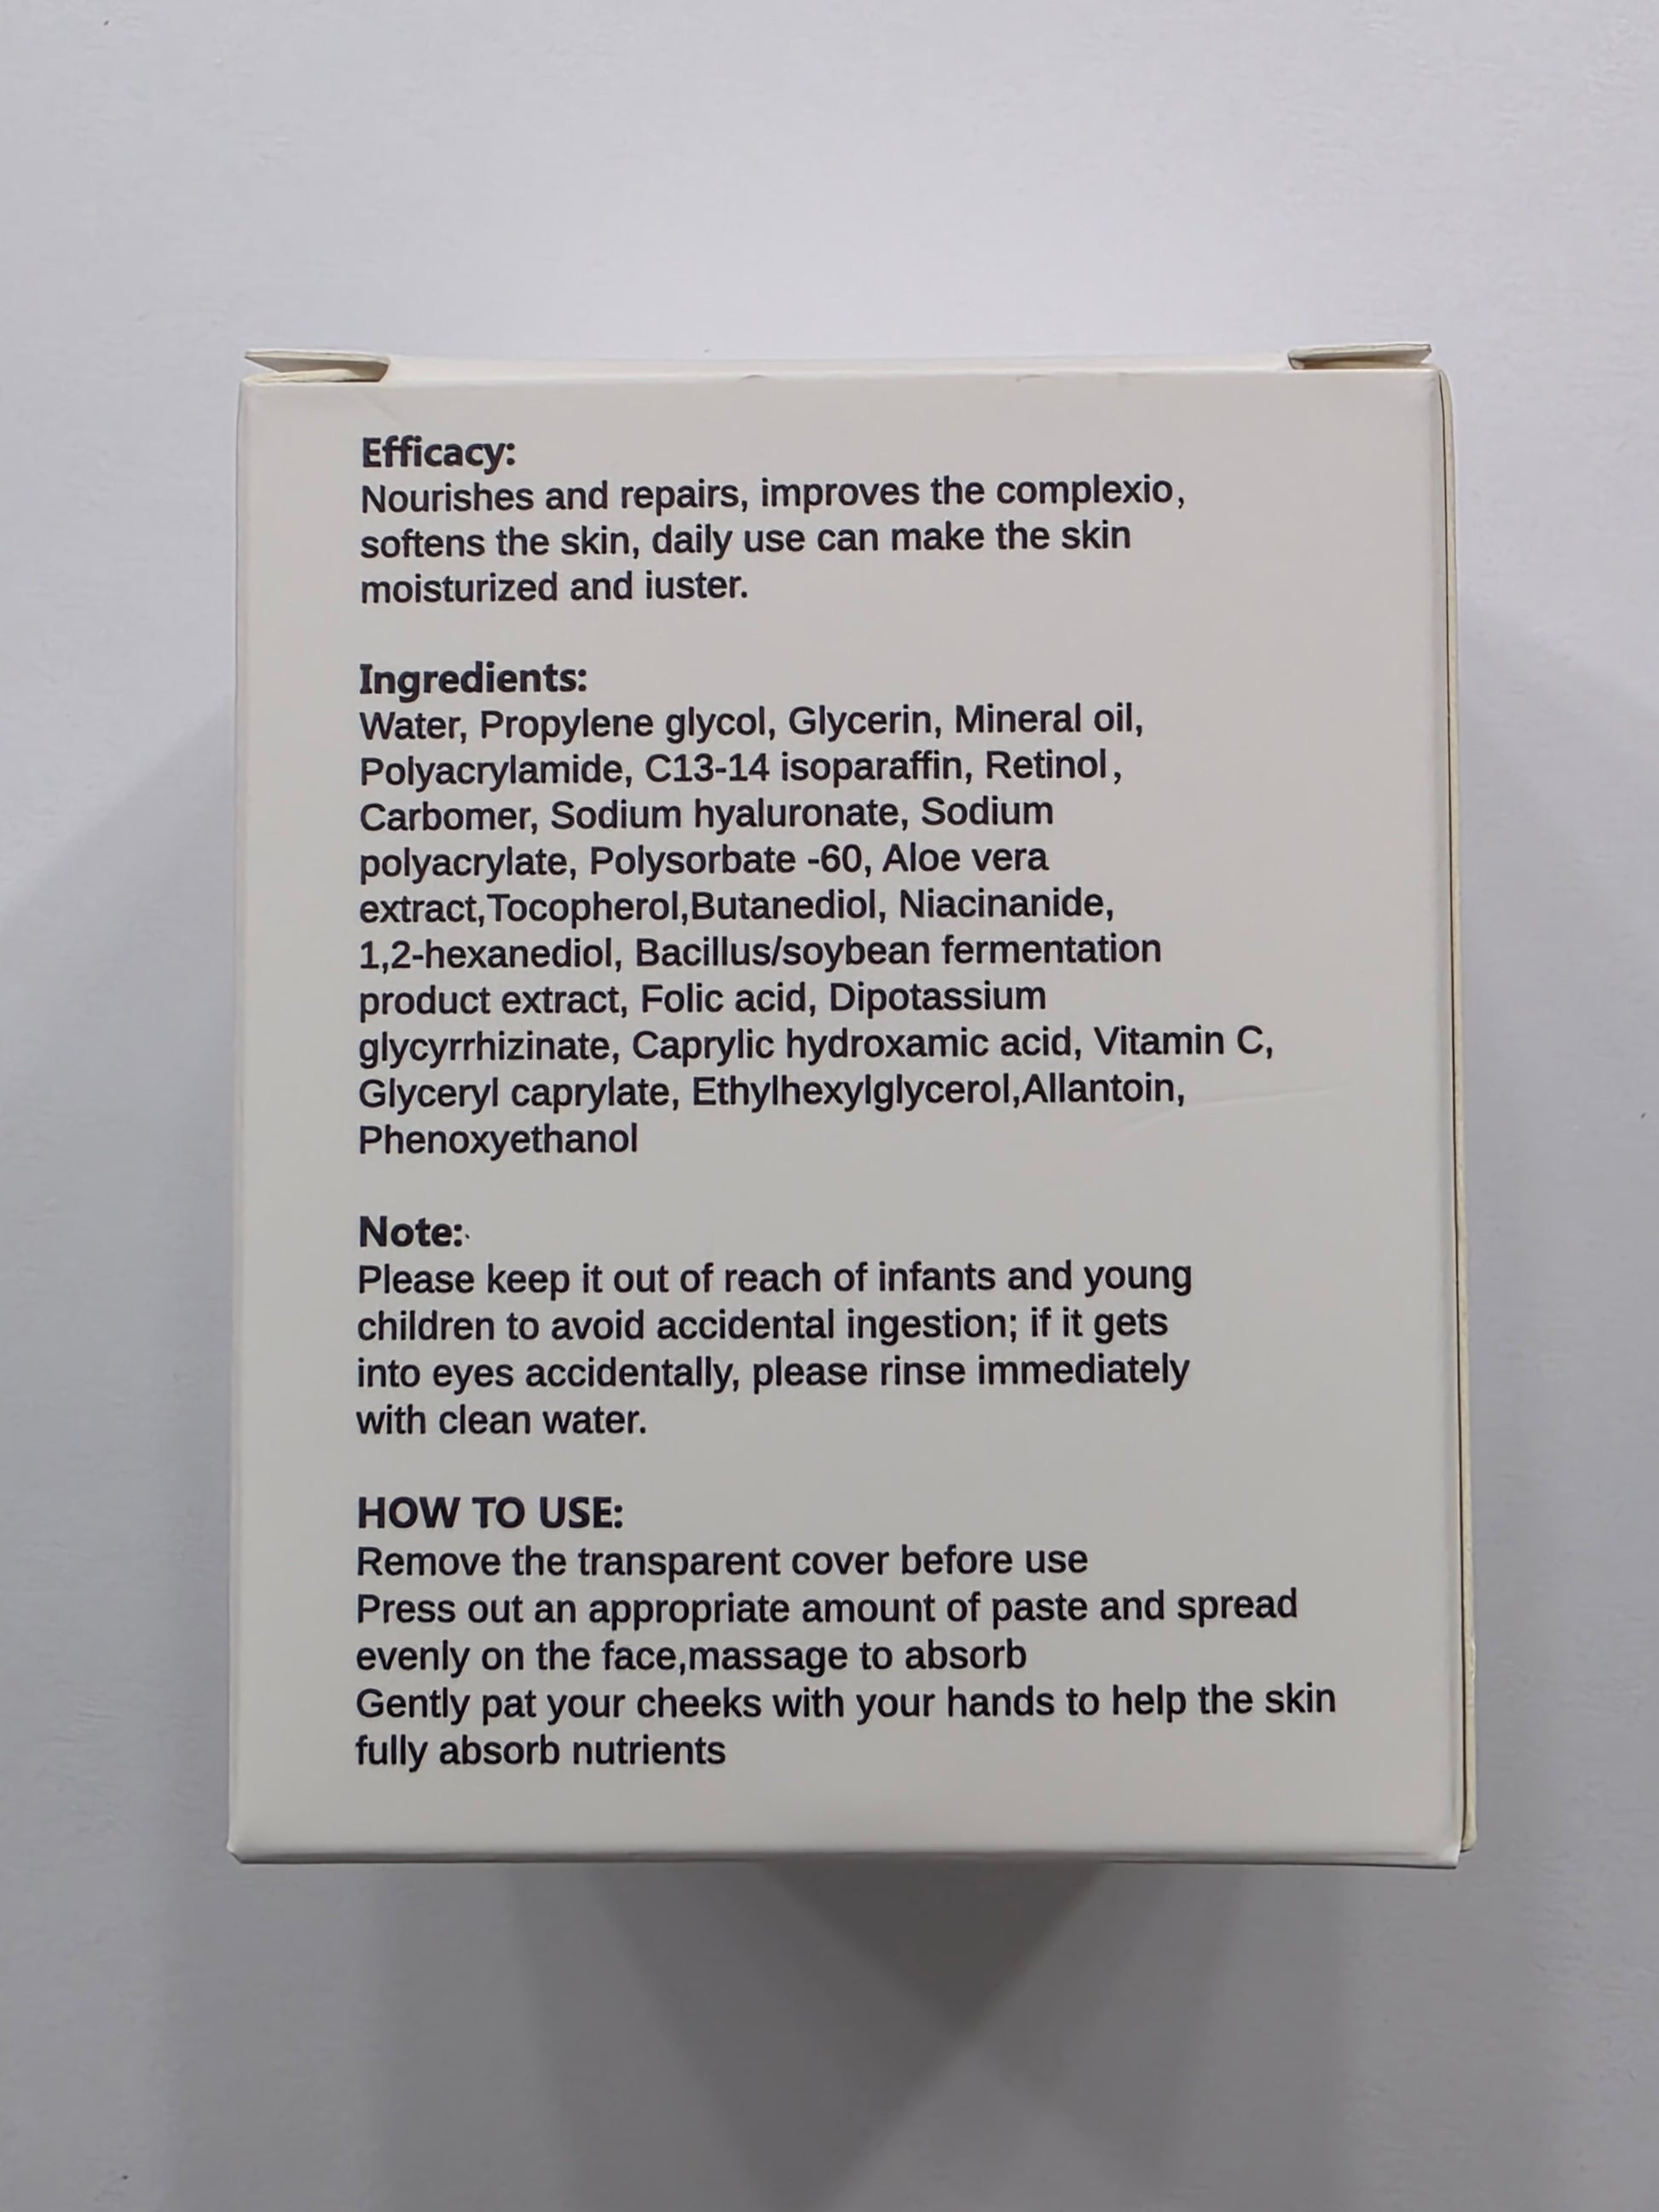 Efficacy:
Nourishes and repairs, improves the complexio,
softens the skin, daily use can make the skin
moisturized and iuster.
Ingredients:
Water, Propylene glycol, Glycerin, Mineral oil,
Polyacrylamide, C13-14 isoparaffin, Retinol,
Carbomer, Sodium hyaluronate, Sodium
polyacrylate, Polysorbate -60, Aloe vera
extract,Tocopherol,Butanediol, Niacinanide,
1,2-hexanediol, Bacillus/soybean fermentation
product extract, Folic acid, Dipotassium
glycyrrhizinate, Caprylic hydroxamic acid, Vitamin C,
Glyceryl caprylate, Ethylhexylglycerol,Allantoin,
Phenoxyethanol
Note:
Please keep it out of reach of infants and young
children to avoid accidental ingestion; if it gets
into eyes accidentally, please rinse immediately
with clean water.
HOW TO USE:
Remove the transparent cover before use
Press out an appropriate amount of paste and spread
evenly on the face,massage to absorb
Gently pat your cheeks with your hands to help the skin
fully absorb nutrients